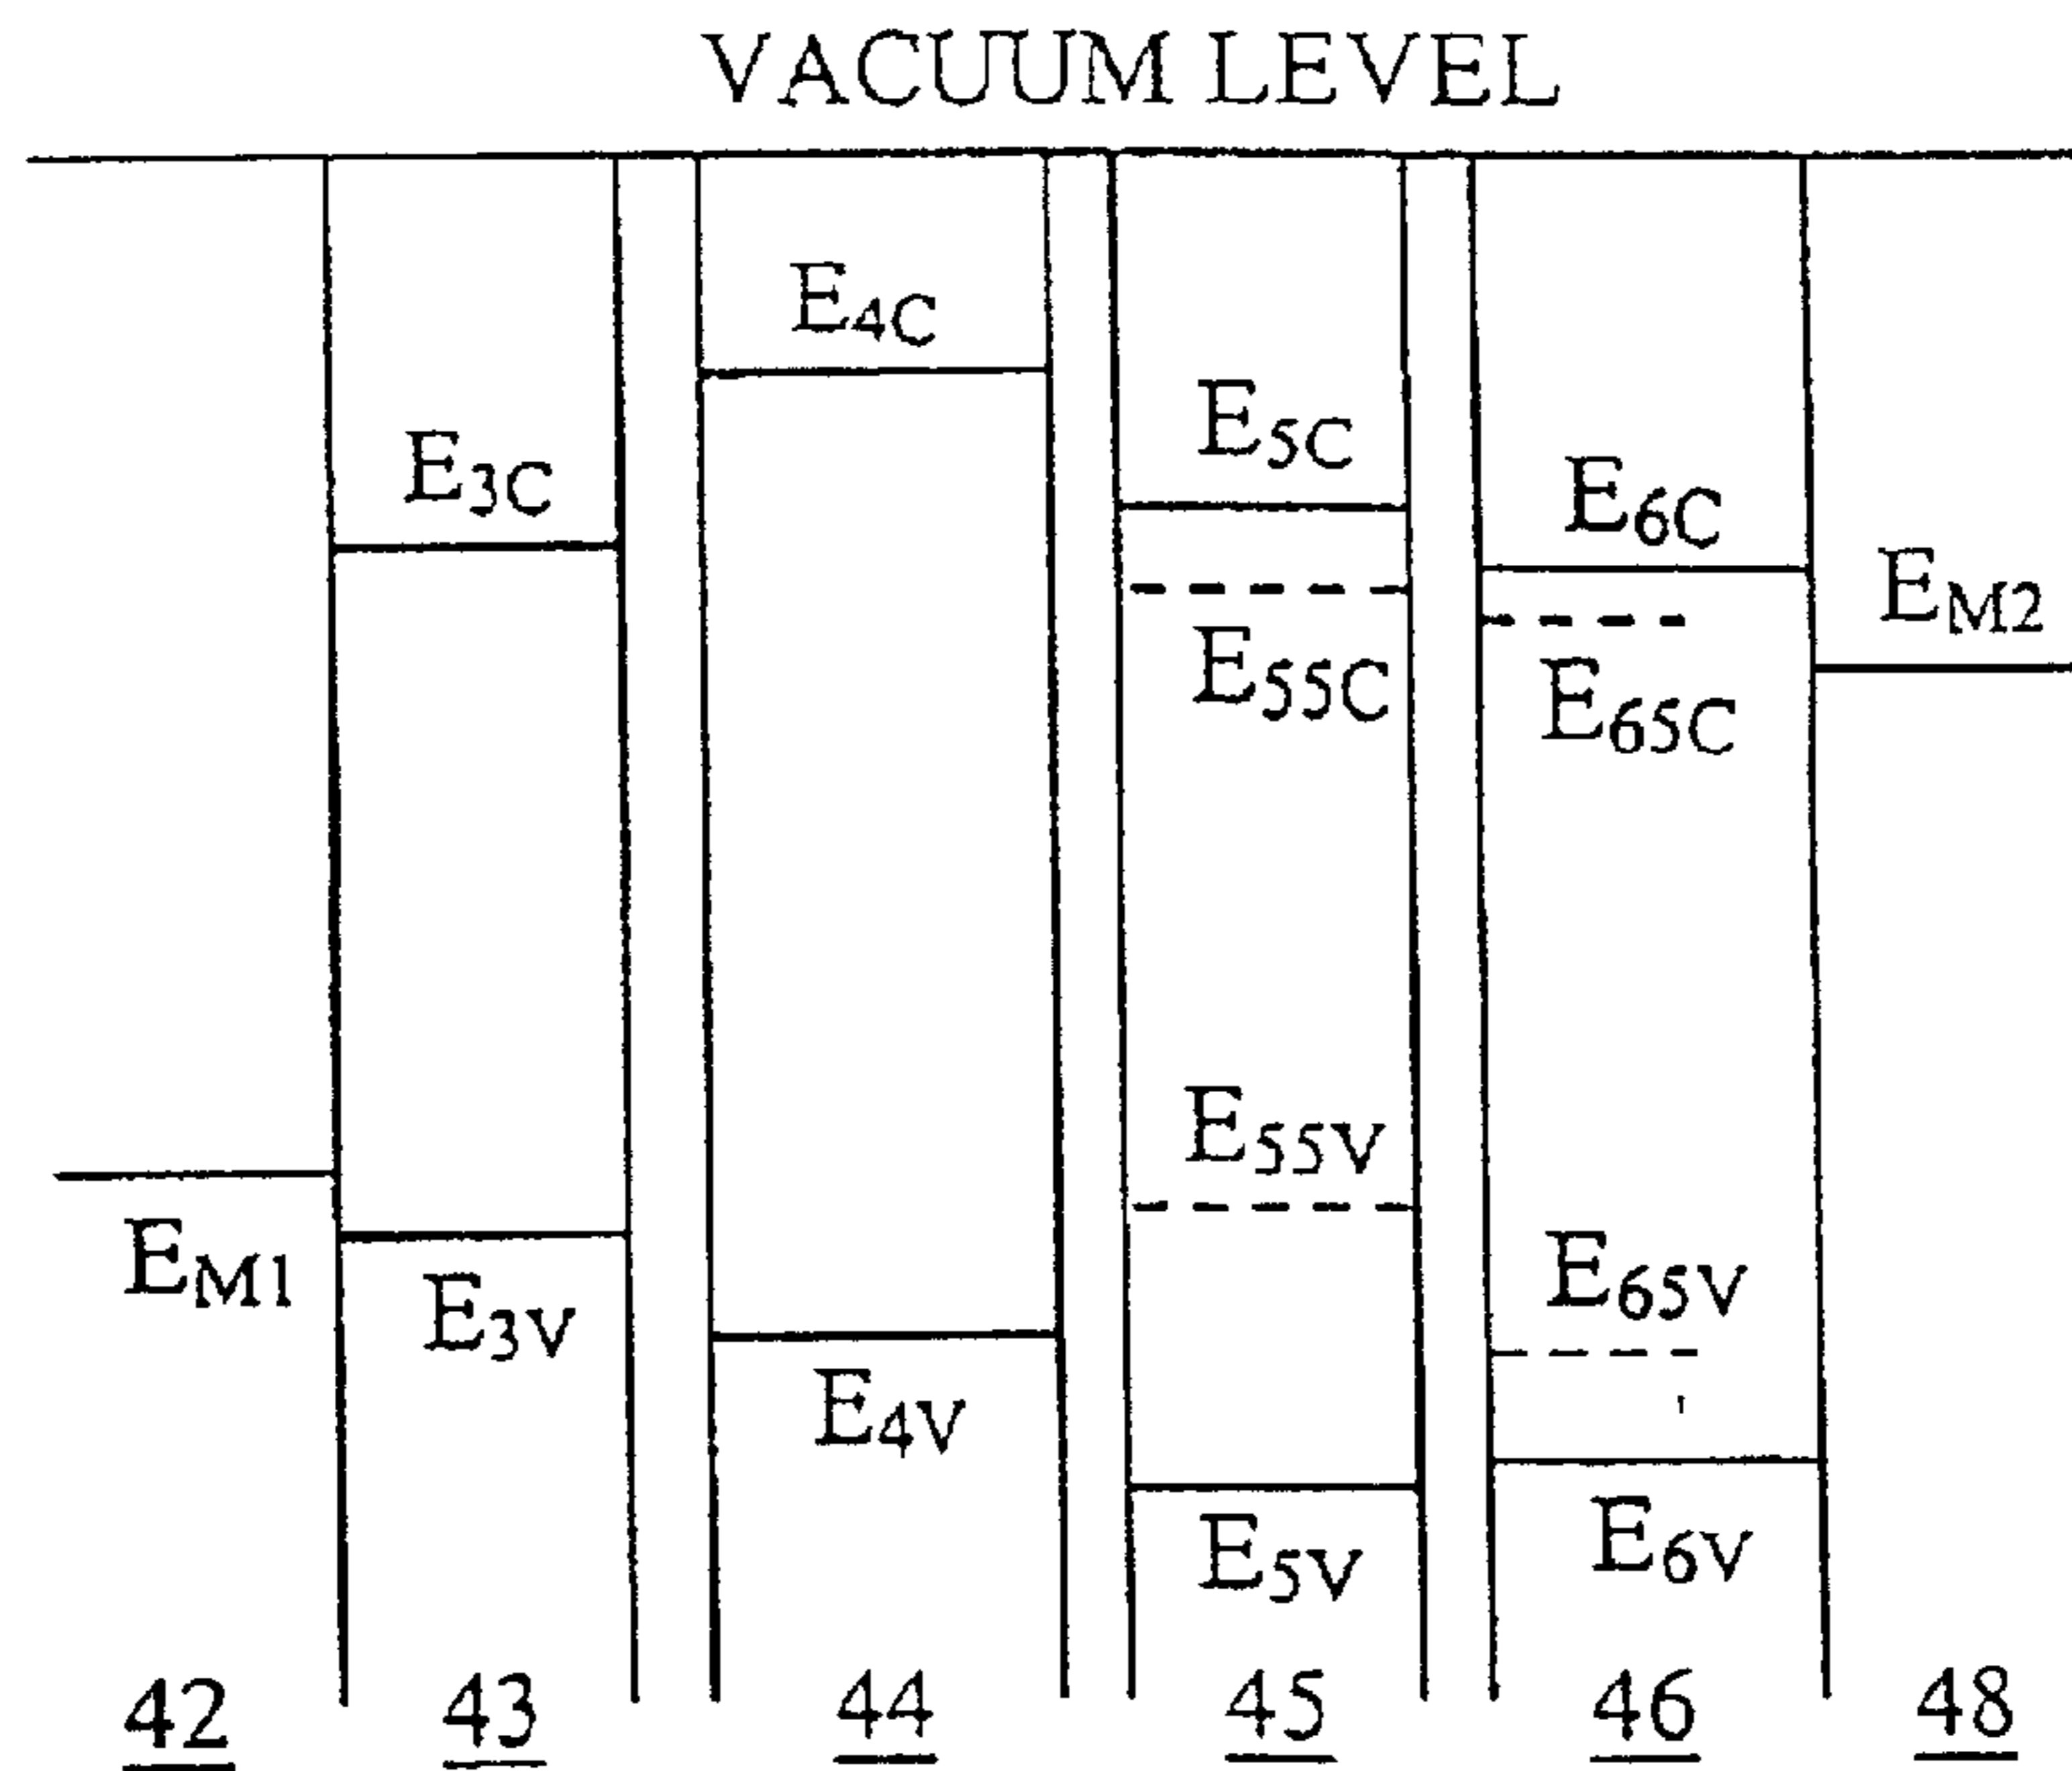 VACUUM LEVEL
E4C
E5C
E3C
E6C
EM2
E55C
E65C
E55V
EM1
E65V
E3V
E4V
E5V
E6V
42 43 44 45 46 48